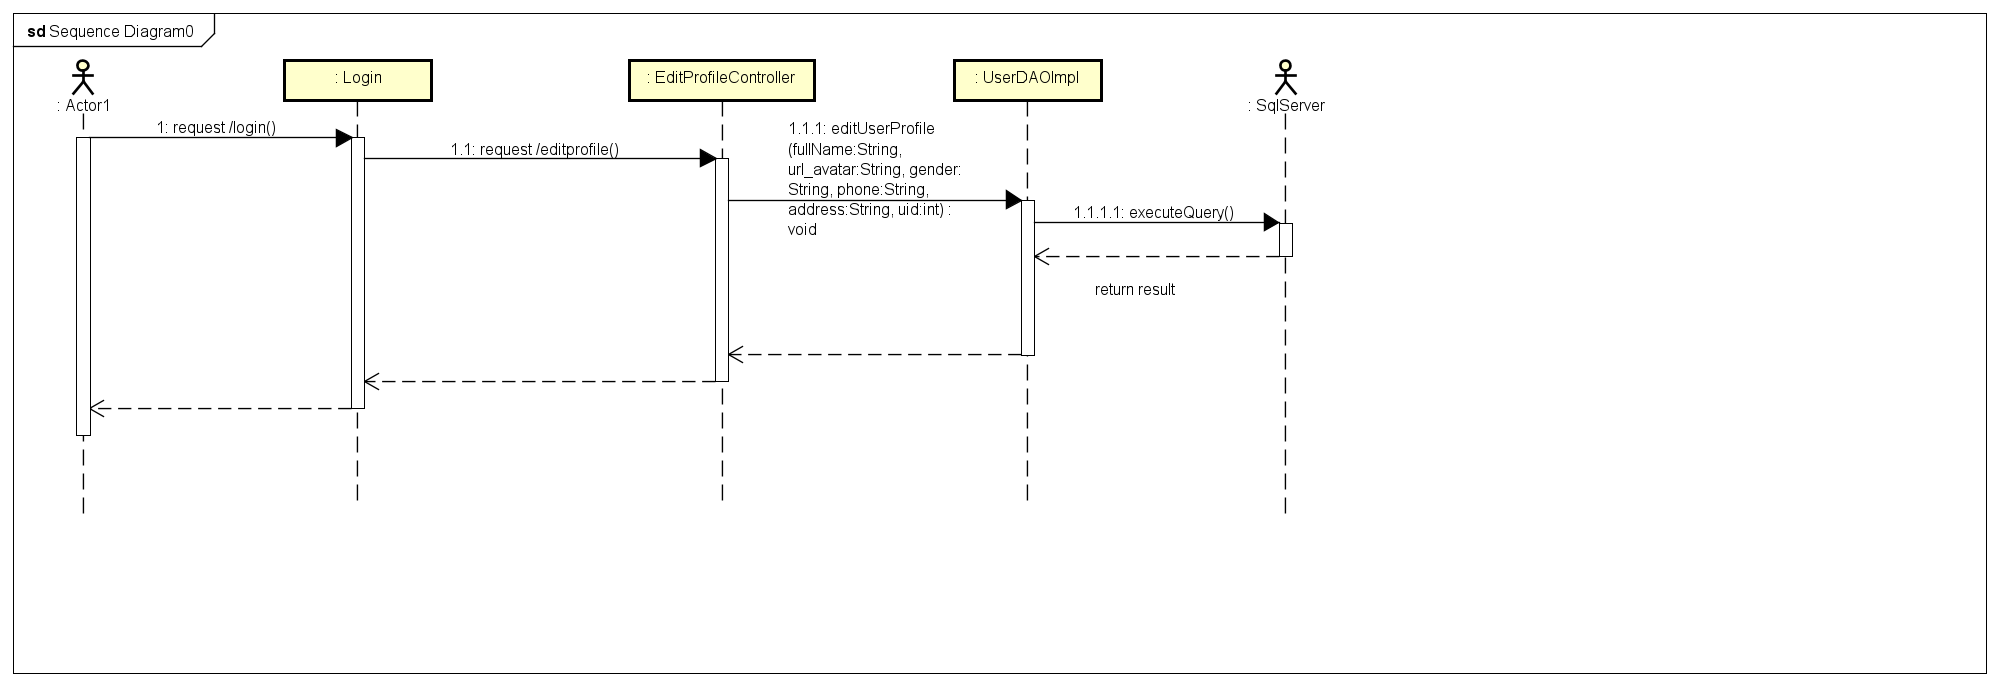 sd Sequence Diagram0
: Actor1
: Login
: EditProfileController
: UserDAOImpl
: SqlServer
1: request /login()
1.1: request /editprofile()
1.1.1: editUserProfile
(fullName:String,
url_avatar:String, gender:
String, phone:String,
address:String, uid:int) :
void
1.1.1.1: executeQuery()
return result